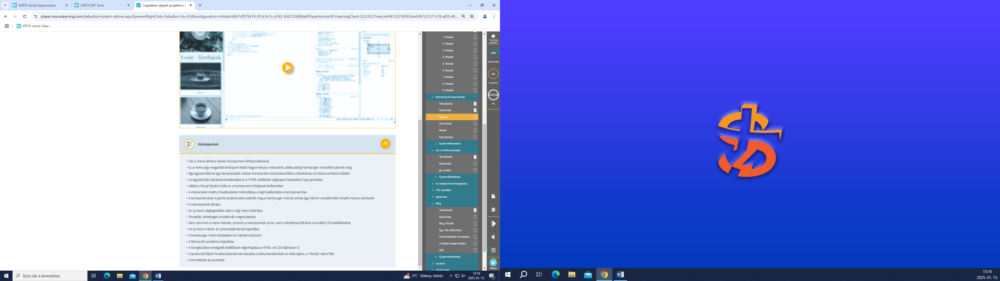 KRÉTA Iskolai Alaprendszer
KRÉTA DKT Tanár
Csapatban végzett projektmun
player.nexiuslearning.com/defaultui/modern-deliver.aspx?preventRightClick=False&cc=hu-HU&configuration=InitiatorId%7cff375419-3f1d-8c1c-d142-65d7220486a0!PlayerVersion%7clearningClient-20.2.8.2!TimeLimit%7c331859!UserId%7c31311c78-af20-48...
KRÉTA Iskolai Alapr...
Lucky - Kávéfajták
Vázlatpontok
• Cél: a menü átírása navbar komponens felhasználásával
• Ez a menü egy megadott töréspont felett hagyományos menüként, alatta pedig hamburger menüként jelenik meg
• Egy egyszerűbb és egy bonyolultabb navbar komponens összehasonlítása a Bootstrap 4.6 dokumentáció oldalán
• Az egyszerűbb szerkezet kiválasztása és a HTML-kódblokk vágólapra helyezése Copy gombbal
• Váltás a Visual Studio Code-ra, a komponens kódjának beillesztése
• A menücsere miatt a hivatkozások módosítása, a logó beillesztése a komponensbe
• A komponensben a gomb (button) elem jeleníti meg a hamburger menüt, amely egy három vonalból álló, lenyíló menüs szerkezet
• A menüpontok átírása
• Az új menü véglegesítése után a régi menü kitörlése
• Tesztelés, lehetséges problémák megmutatása
• Nem stimmel a menü mérete, színe és a menüpontok színe, mert a Bootstrap felülírta a korábbi CSS-beállításokat
• Az új menü méret- és színproblémáinak kijavítása
• A hamburger menü tesztelése kis méretű eszközön
• A felmerülő probléma kijavítása
• A böngészőben elvégzett beállítások végrehajtása a HTML- és CSS-fájlokban is
• A JavaScript-fájlok hivatkozásainak bemásolása a dokumentációból az oldal aljára, a </body> elem fölé
• Committolás és pusholás
1. feladat
2. feladat
3. feladat
4. feladat
5. feladat
6. feladat
7. feladat
8. feladat
9. feladat
Bootstrap-komponensek
Témakörök
Nyitóoldal
Navbar
Grid Cards
Modal
Input group
Gyakorlófeladatok
Git, konfliktuskezelés
Témakörök
Nyitóoldal
git conflict
Gyakorlófeladatok
Az oldalak finomhangolása
CSS-validálás
JavaScript
Blog
Témakörök
Nyitóoldal
Blog, főoldal
Egy cikk elkészítése
Hozzászólások hozzáadás...
A cikkek kategorizálása
SEO
Gyakorlófeladatok
Lezárás
Záróprojekt
Tananyag
bezárása
28%
Előrehaladás
0%
Eredmény
5529:40
Idő
Menü
Írjon ide a kereséshez
2°C Többny. felhős
13:16
2025. 01. 13.
1
13:16
2025. 01. 13.